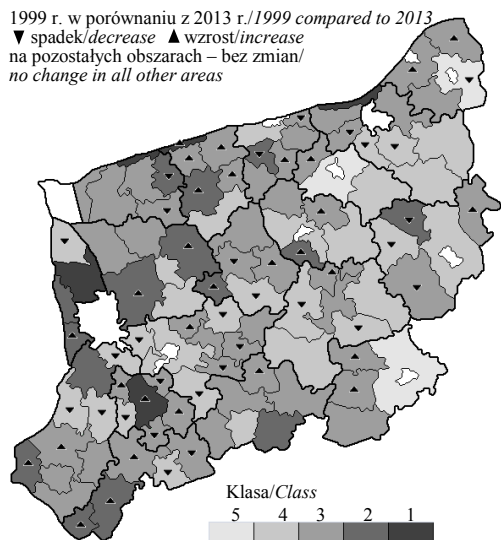 1999 r. w porównaniu z 2013 r./1999 compared to 2013
▼ spadek/decrease ▲ wzrost/increase
na pozostałych obszarach – bez zmian/
no change in all other areas
Klasa/Class
5 4 3 2 1